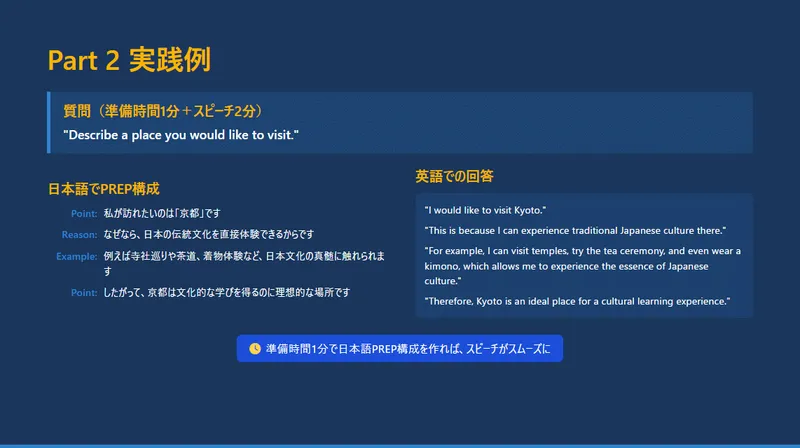 Part 2 実践例
質問（準備時間1分＋スピーチ2分）
"Describe a place you would like to visit."
日本語でPREP構成
Point: 私が訪れたいのは「京都」です
Reason: なぜなら、日本の伝統文化を直接体験できるからです
Example: 例えば寺社巡りや茶道、着物体験など、日本文化の真髄に触れられま
す
Point: したがって、京都は文化的な学びを得るのに理想的な場所です
英語での回答
"I would like to visit Kyoto."
"This is because I can experience traditional Japanese culture there."
"For example, I can visit temples, try the tea ceremony, and even wear a
kimono, which allows me to experience the essence of Japanese
culture."
"Therefore, Kyoto is an ideal place for a cultural learning experience."
準備時間1分で日本語PREP構成を作れば、スピーチがスムーズに